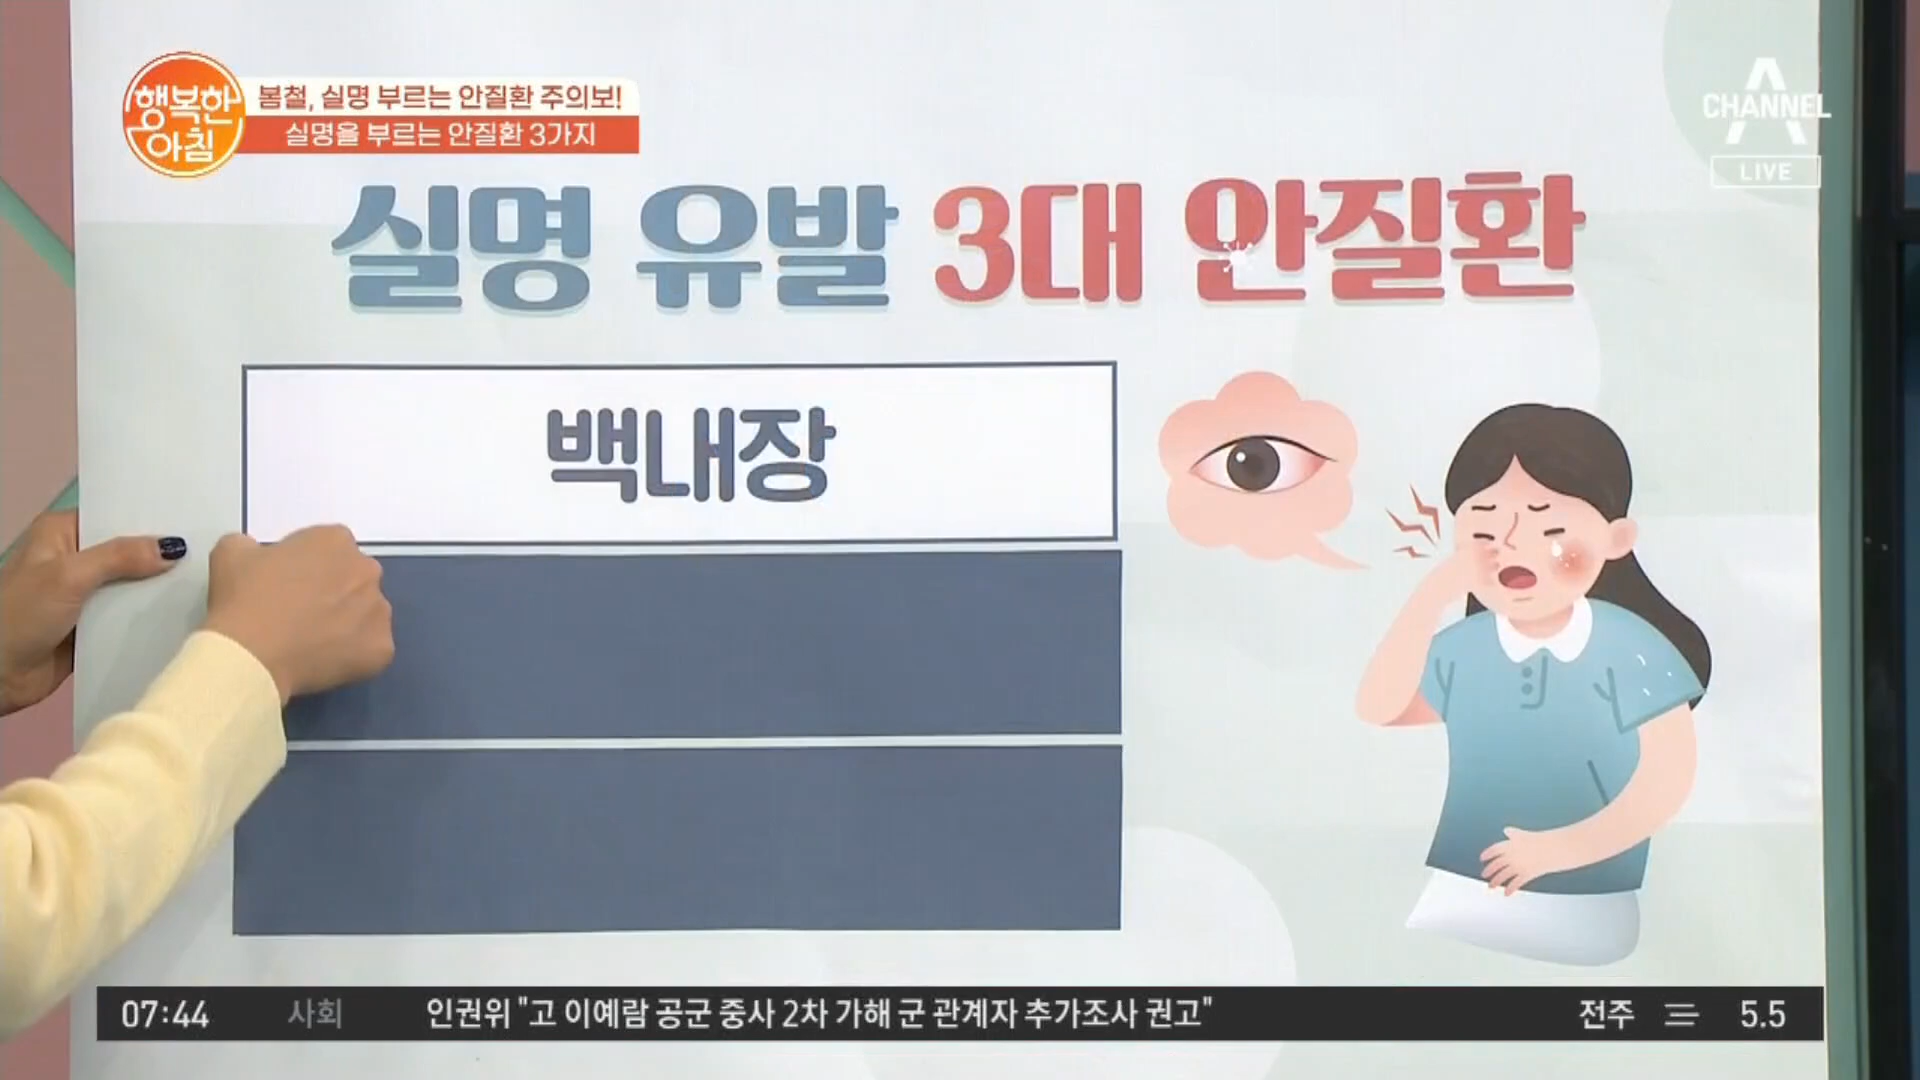 행복한
아침
봄철, 실명 부르는 안질환 주의보!
실명을 부르는 안질환 3가지
CHANNEL A
LIVE
실명 유발 3대 안질환
백내장
07:44 사회 인권위 "고 이예람 공군 중사 2차 가해 군 관계자 추가조사 권고" 전주 5.5